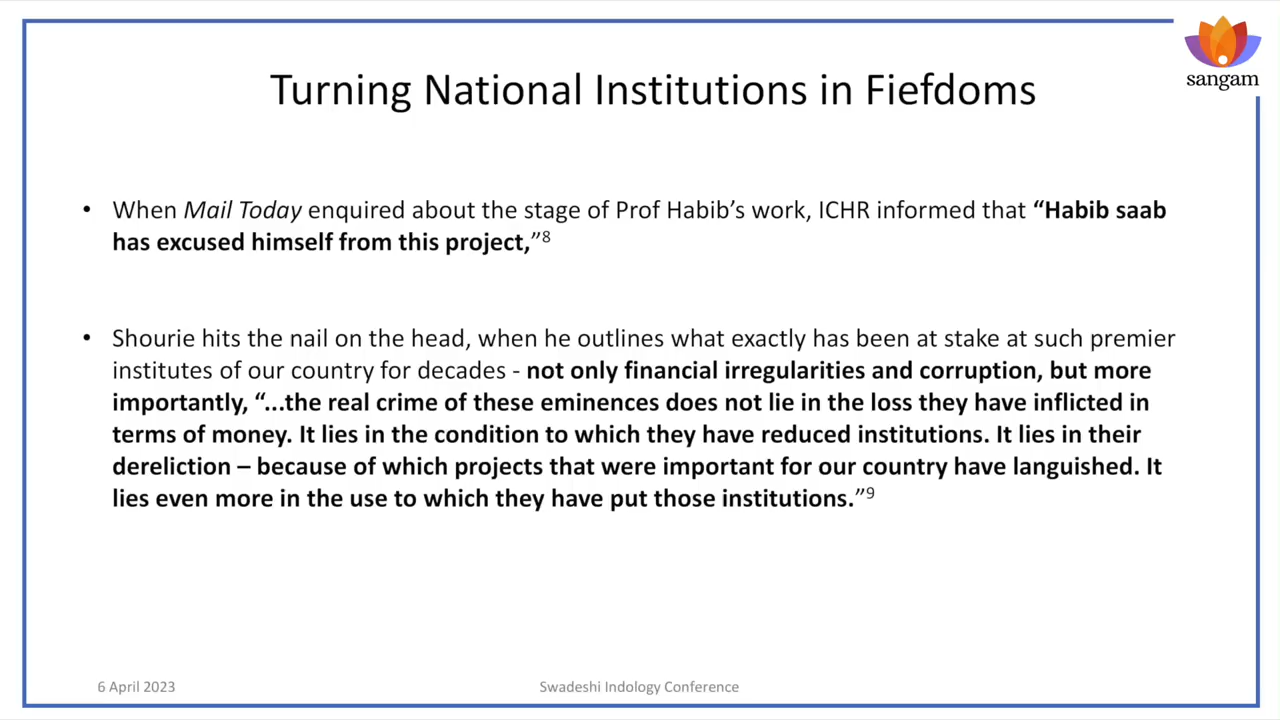 sangam
Turning National Institutions in Fiefdoms
• When Mail Today enquired about the stage of Prof Habib’s work, ICHR informed that “Habib saab
has excused himself from this project,”8
• Shourie hits the nail on the head, when he outlines what exactly has been at stake at such premier
institutes of our country for decades - not only financial irregularities and corruption, but more
importantly, “...the real crime of these eminences does not lie in the loss they have inflicted in
terms of money. It lies in the condition to which they have reduced institutions. It lies in their
dereliction – because of which projects that were important for our country have languished. It
lies even more in the use to which they have put those institutions.”9
6 April 2023
Swadeshi Indology Conference